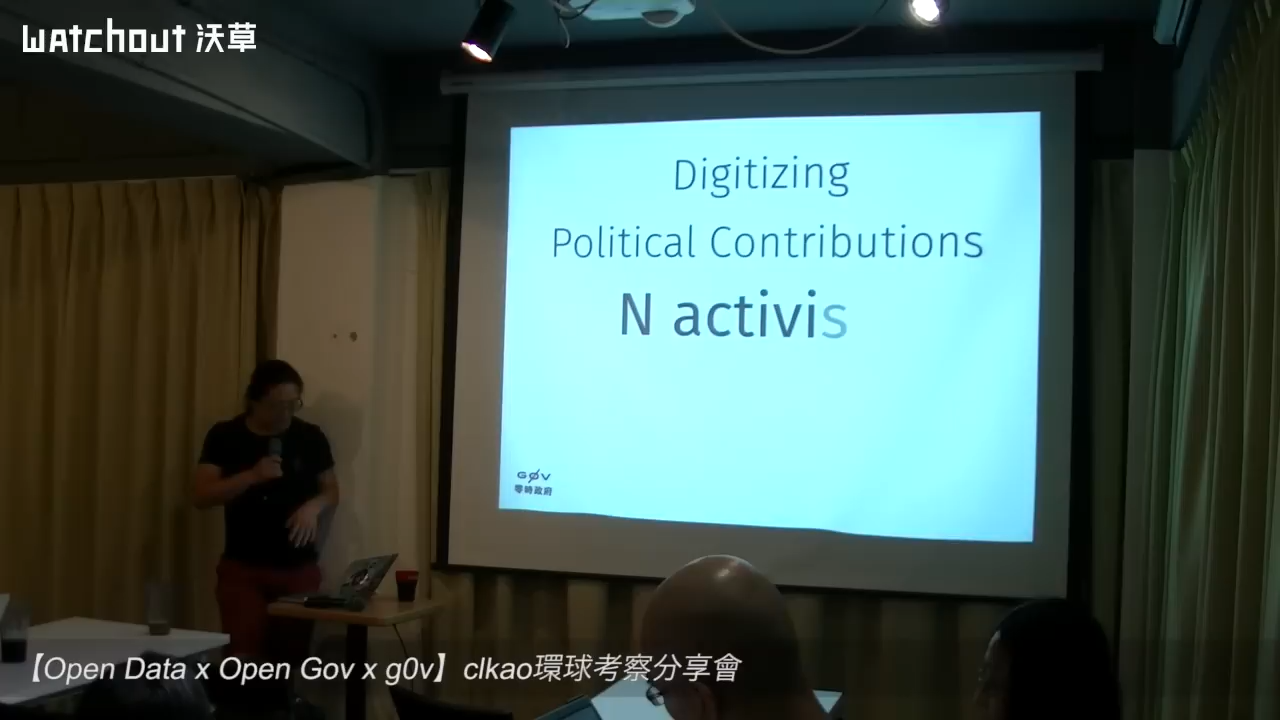 watchout 沃草
Digitizing
Political Contributions
N activis
G0V
零時政府
【Open Data x Open Gov x g0v】clkao環球考察分享會